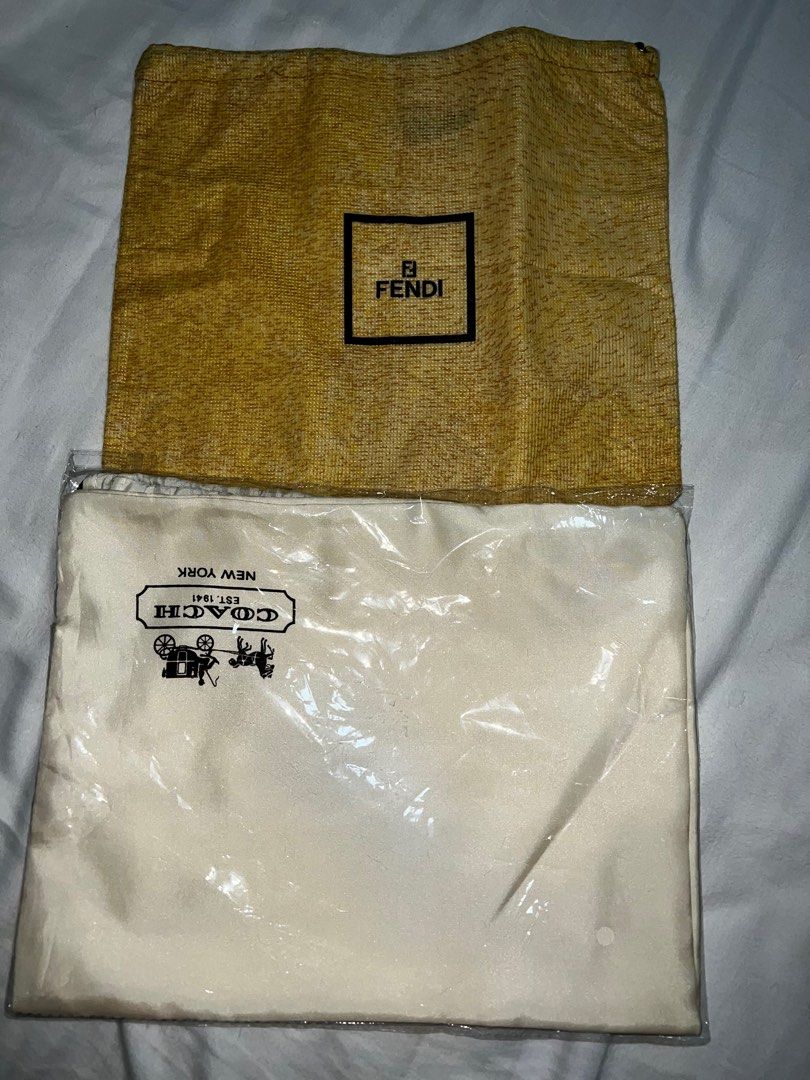 FENDI
COACH
EST. 1941
NEW YORK